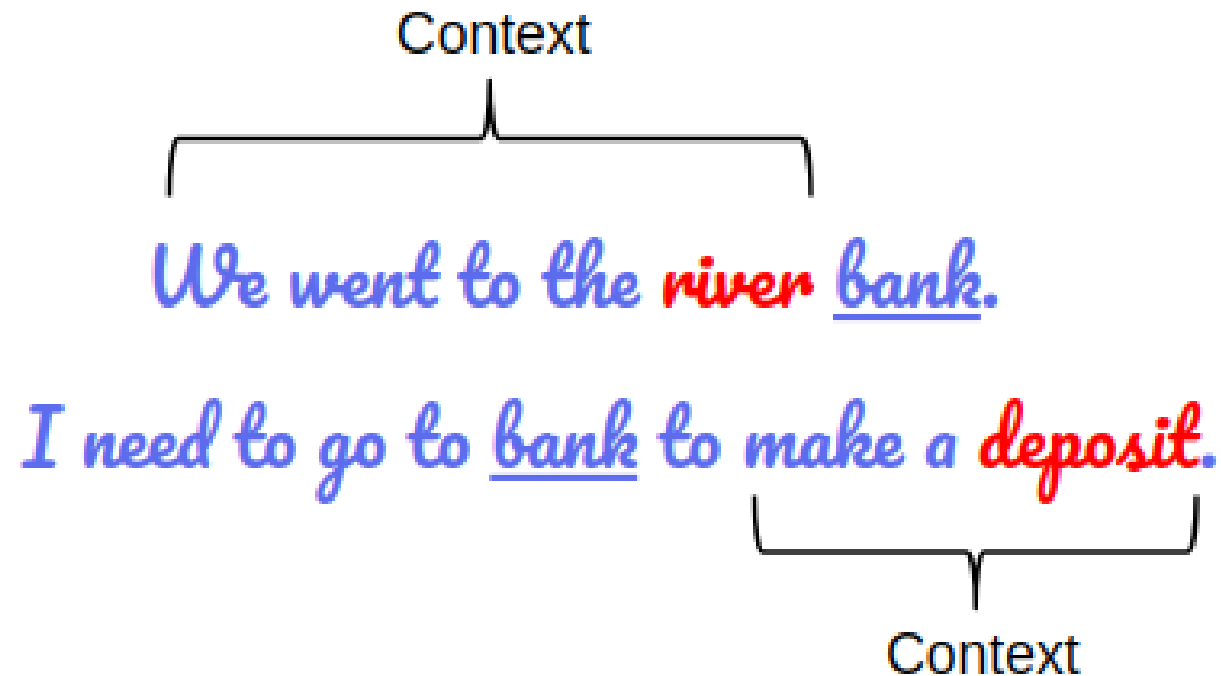 Context
We went to the river bank.
I need to go to bank to make a deposit.
Context